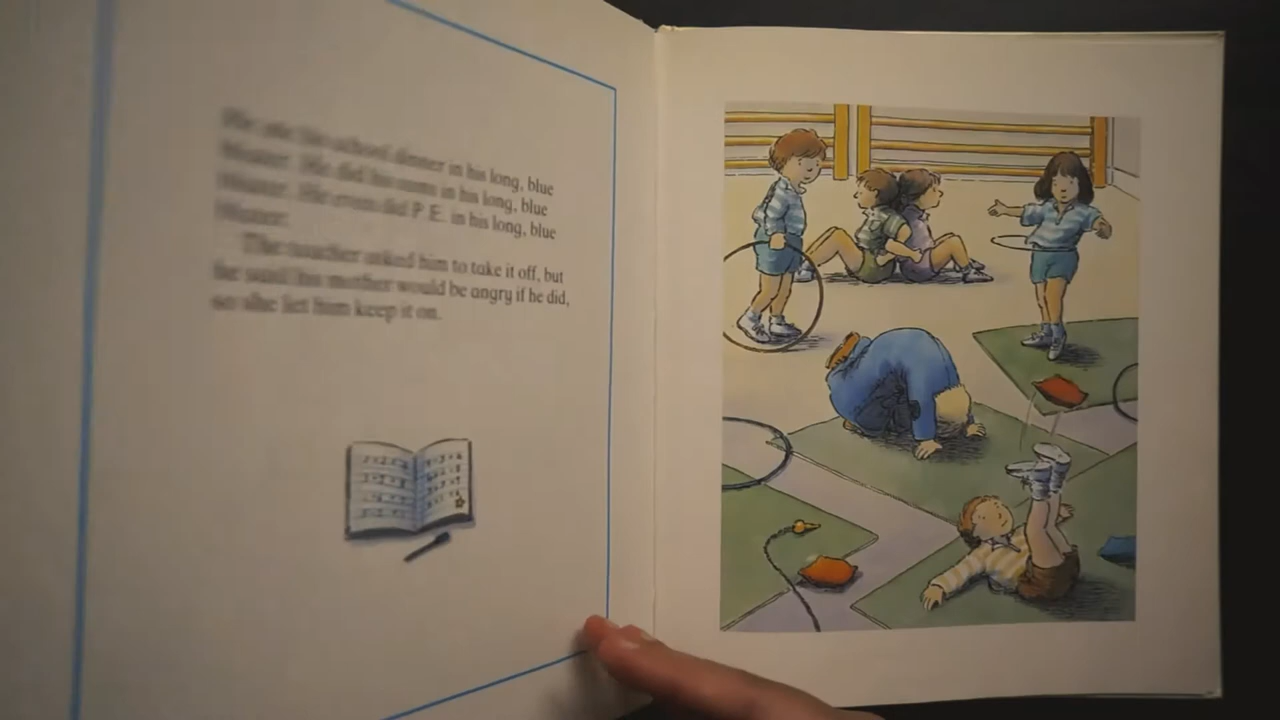 He ate his school dinner in his long, blue
Blazer. He did his sums in his long, blue
Blazer. He even did P. E. in his long, blue
Blazer.
The teacher asked him to take it off, but
he said his mother would be angry if he did,
so she let him keep it on.